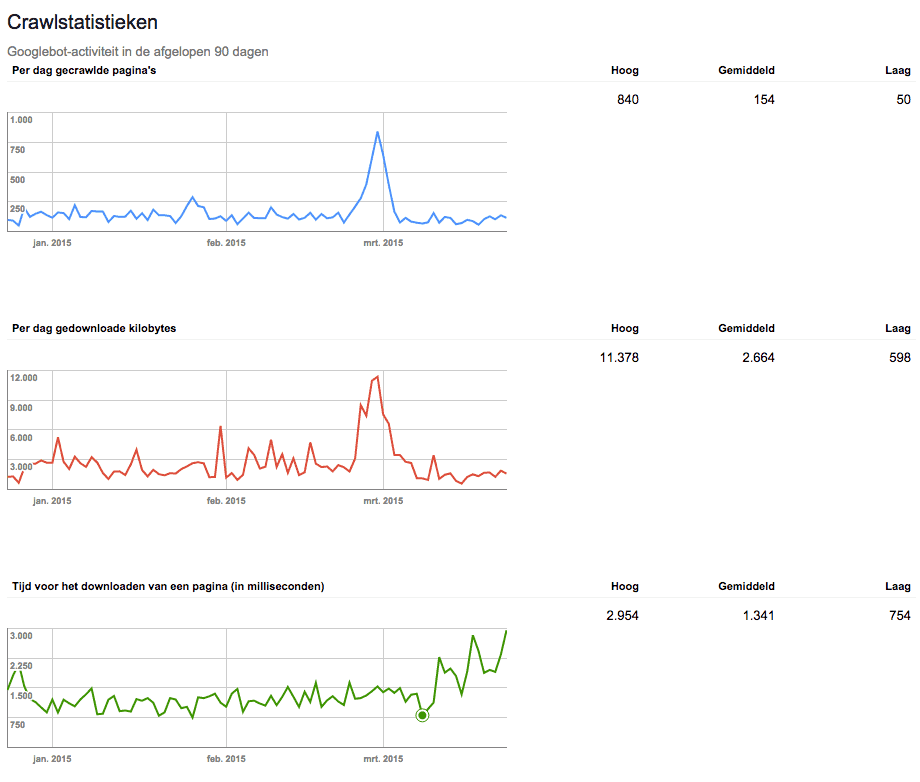 Crawlstatistieken
Googlebot-activiteit in de afgelopen 90 dagen
Per dag gecrawlde pagina's Hoog Gemiddeld Laag
840 154 50
1.000
750
500
250
jan. 2015 feb. 2015 mrt. 2015
Per dag gedownloade kilobytes Hoog Gemiddeld Laag
11.378 2.664 598
12.000
9.000
6.000
3.000
jan. 2015 feb. 2015 mrt. 2015
Tijd voor het downloaden van een pagina (in milliseconden) Hoog Gemiddeld Laag
2.954 1.341 754
3.000
2.250
1.500
750
jan. 2015 feb. 2015 mrt. 2015